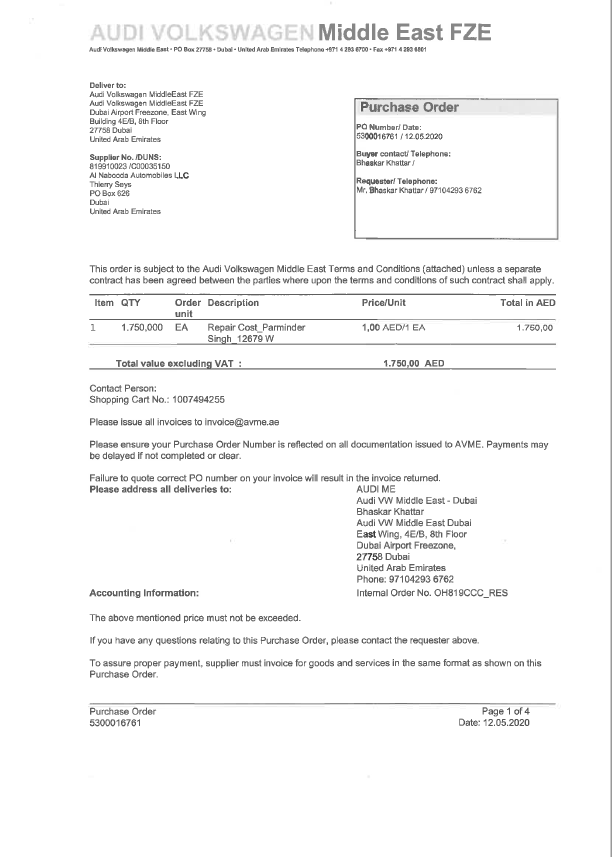 AUDI VOLKSWAGEN Middle East FZE
Audi Volkswagen Middle East • PO Box 27758 • Dubai • United Arab Emirates Telephone +971 4 293 6700 • Fax +971 4 293 6801
Deliver to:
Audi Volkswagen MiddleEast FZE
Audi Volkswagen MiddleEast FZE
Dubai Airport Freezone, East Wing
Building 4E/B, 8th Floor
27758 Dubai
United Arab Emirates
Supplier No. /DUNS:
819910023 /C00035150
Al Nabooda Automobiles LLC
Thierry Seys
PO Box 626
Dubai
United Arab Emirates
Purchase Order
PO Number/ Date:
5300016761 / 12.05.2020
Buyer contact/ Telephone:
Bhaskar Khattar /
Requester/ Telephone:
Mr. Bhaskar Khattar / 97104293 6762
This order is subject to the Audi Volkswagen Middle East Terms and Conditions (attached) unless a separate
contract has been agreed between the parties where upon the terms and conditions of such contract shall apply.
Item QTY Order Description Price/Unit Total in AED
unit
1 1.750,000 EA Repair Cost_Parminder 1,00 AED/1 EA 1.750,00
Singh_12679 W
Total value excluding VAT : 1.750,00 AED
Contact Person:
Shopping Cart No.: 1007494255
Please issue all invoices to invoice@avme.ae
Please ensure your Purchase Order Number is reflected on all documentation issued to AVME. Payments may
be delayed if not completed or clear.
Failure to quote correct PO number on your invoice will result in the invoice returned.
Please address all deliveries to: AUDI ME
Audi VW Middle East - Dubai
Bhaskar Khattar
Audi VW Middle East Dubai
East Wing, 4E/B, 8th Floor
Dubai Airport Freezone,
27758 Dubai
United Arab Emirates
Phone: 97104293 6762
Accounting Information: Internal Order No. OH819CCC_RES
The above mentioned price must not be exceeded.
If you have any questions relating to this Purchase Order, please contact the requester above.
To assure proper payment, supplier must invoice for goods and services in the same format as shown on this
Purchase Order.
Purchase Order Page 1 of 4
5300016761 Date: 12.05.2020